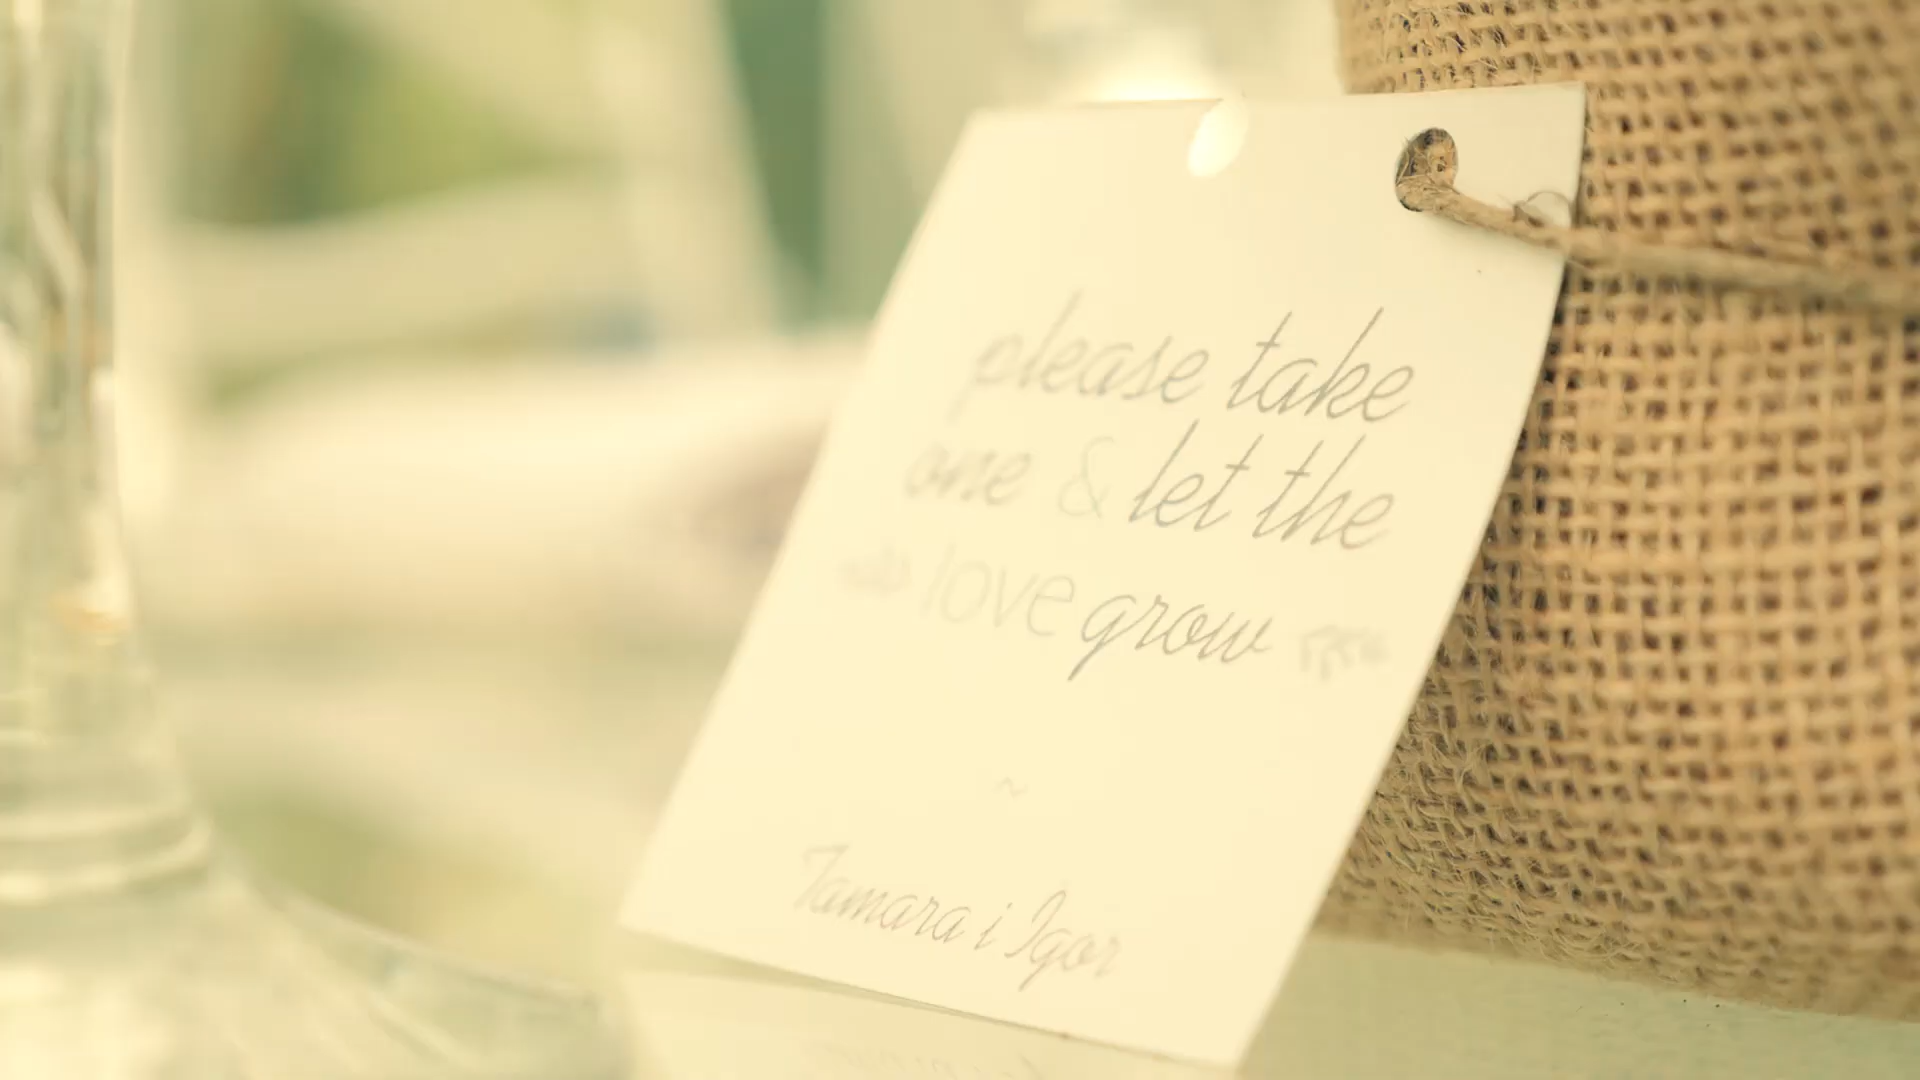 please take
one & let the
love grow
~
Tamara i Igor